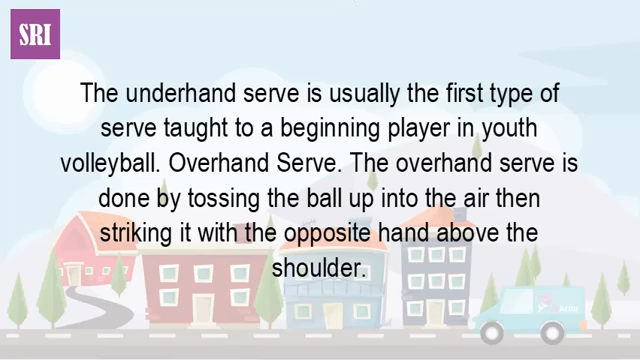 SRI
The underhand serve is usually the first type of
serve taught to a beginning player in youth
volleyball. Overhand Serve. The overhand serve is
done by tossing the ball up into the air then
striking it with the opposite hand above the
shoulder.